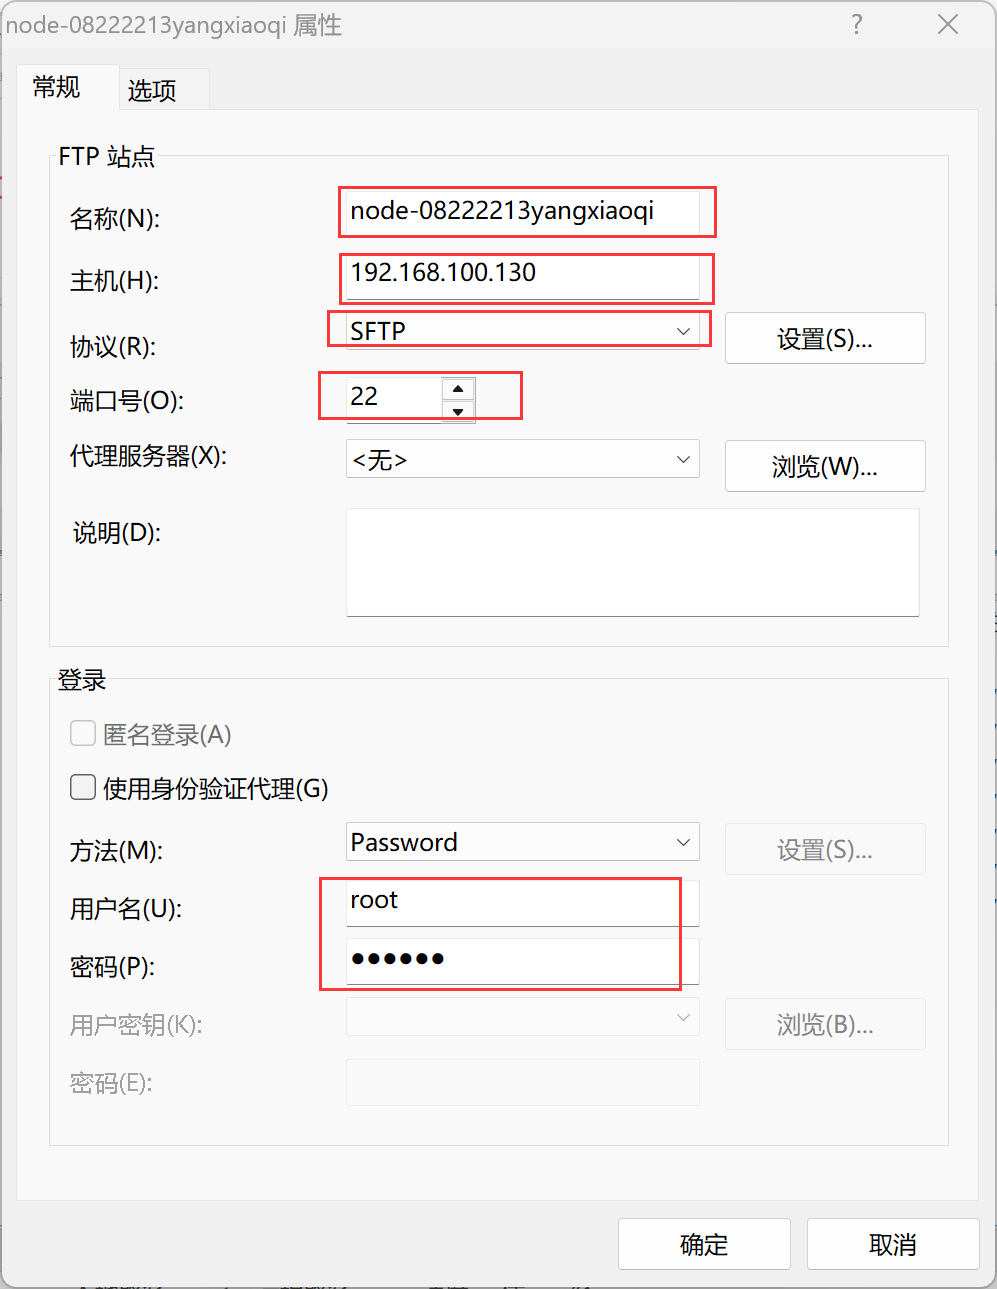 node-08222213yangxiaoqi 属性
?
常规
选项
FTP 站点
名称(N):
node-08222213yangxiaoqi
主机(H):
192.168.100.130
协议(R):
SFTP
设置(S)...
端口号(O):
22
代理服务器(X):
<无>
浏览(W)...
说明(D):
登录
匿名登录(A)
使用身份验证代理(G)
方法(M):
Password
设置(S)...
用户名(U):
root
密码(P):
●●●●●●
用户密钥(K):
浏览(B)...
密码(E):
确定
取消